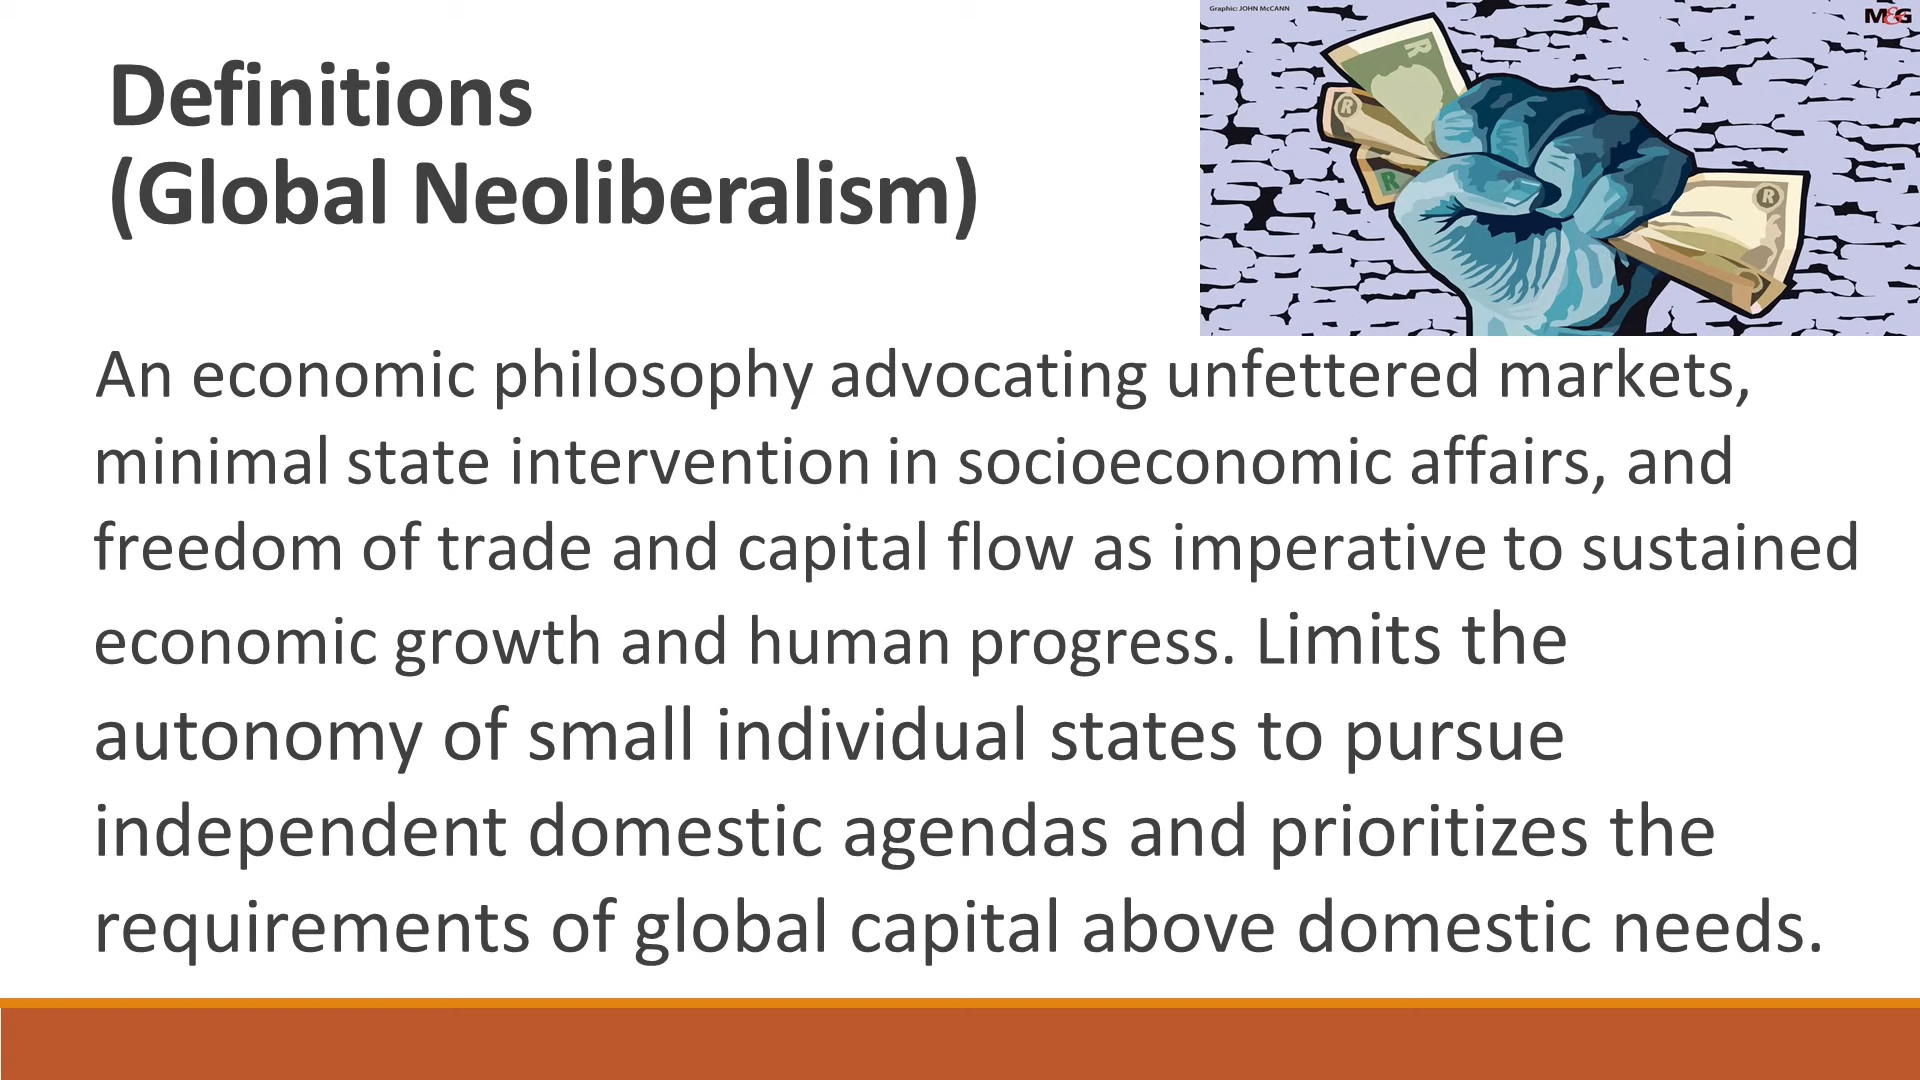 Graphic: JOHN McCANN
M&G
Definitions
(Global Neoliberalism)
R
R
R
R
An economic philosophy advocating unfettered markets,
minimal state intervention in socioeconomic affairs, and
freedom of trade and capital flow as imperative to sustained
economic growth and human progress. Limits the
autonomy of small individual states to pursue
independent domestic agendas and prioritizes the
requirements of global capital above domestic needs.